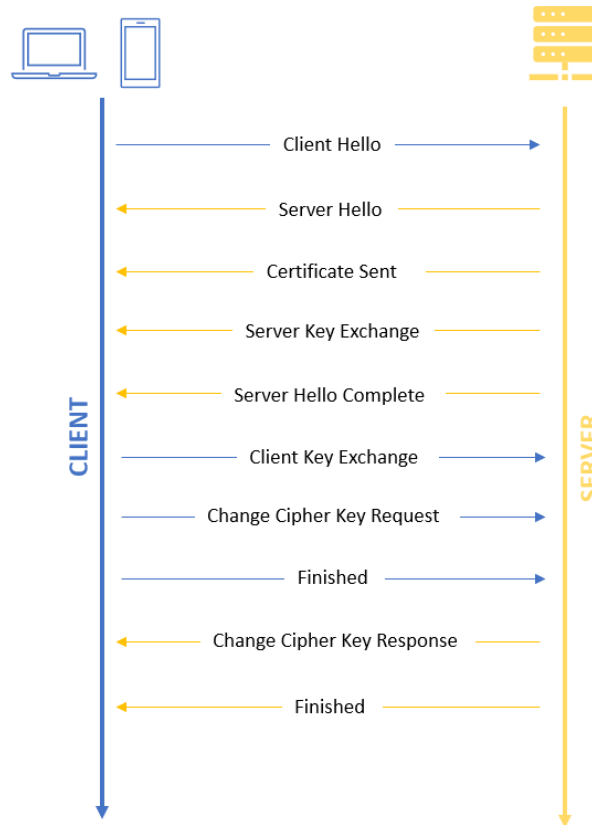 Client Hello
Server Hello
Certificate Sent
Server Key Exchange
Server Hello Complete
CLIENT
SERVER
Client Key Exchange
Change Cipher Key Request
Finished
Change Cipher Key Response
Finished